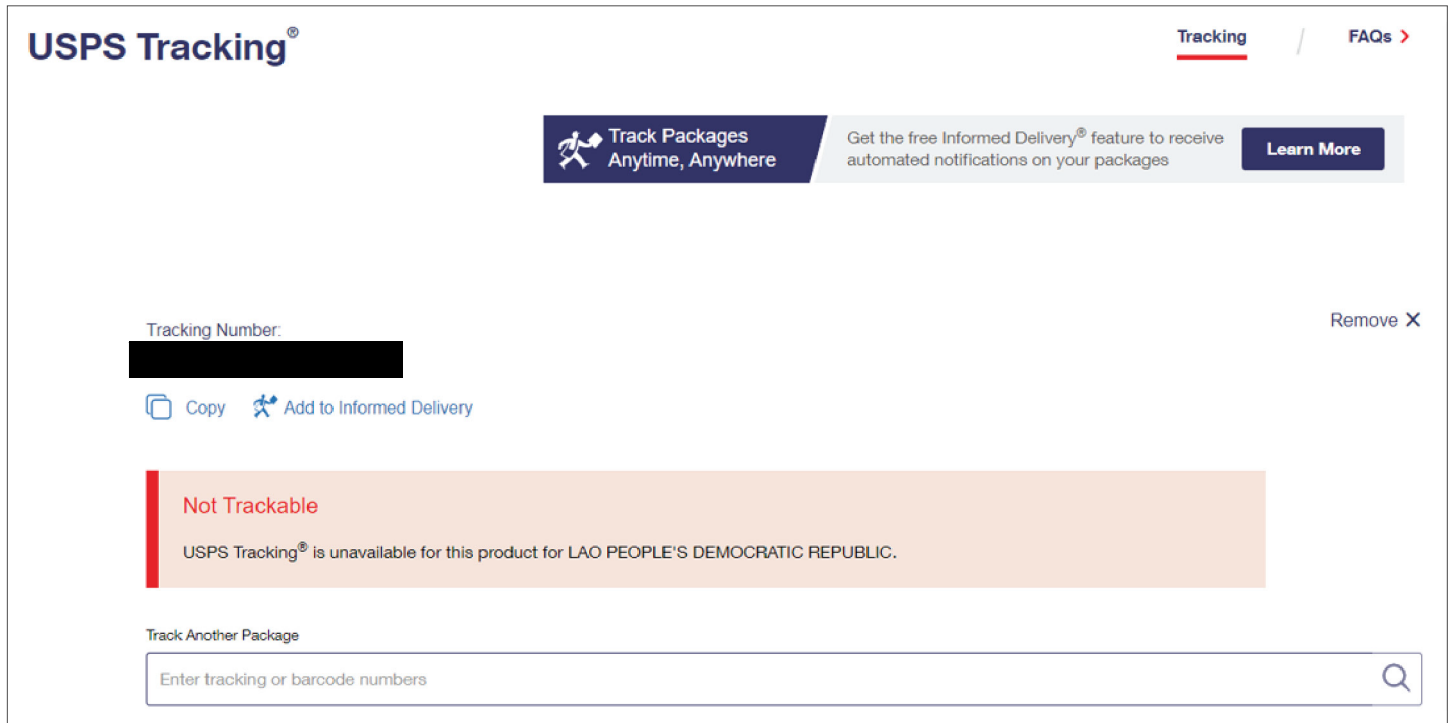 USPS Tracking®
Tracking / FAQs >
Track Packages
Anytime, Anywhere
Get the free Informed Delivery® feature to receive
automated notifications on your packages
Learn More
Remove X
Tracking Number:
Copy Add to Informed Delivery
Not Trackable
USPS Tracking® is unavailable for this product for LAO PEOPLE'S DEMOCRATIC REPUBLIC.
Track Another Package
Enter tracking or barcode numbers